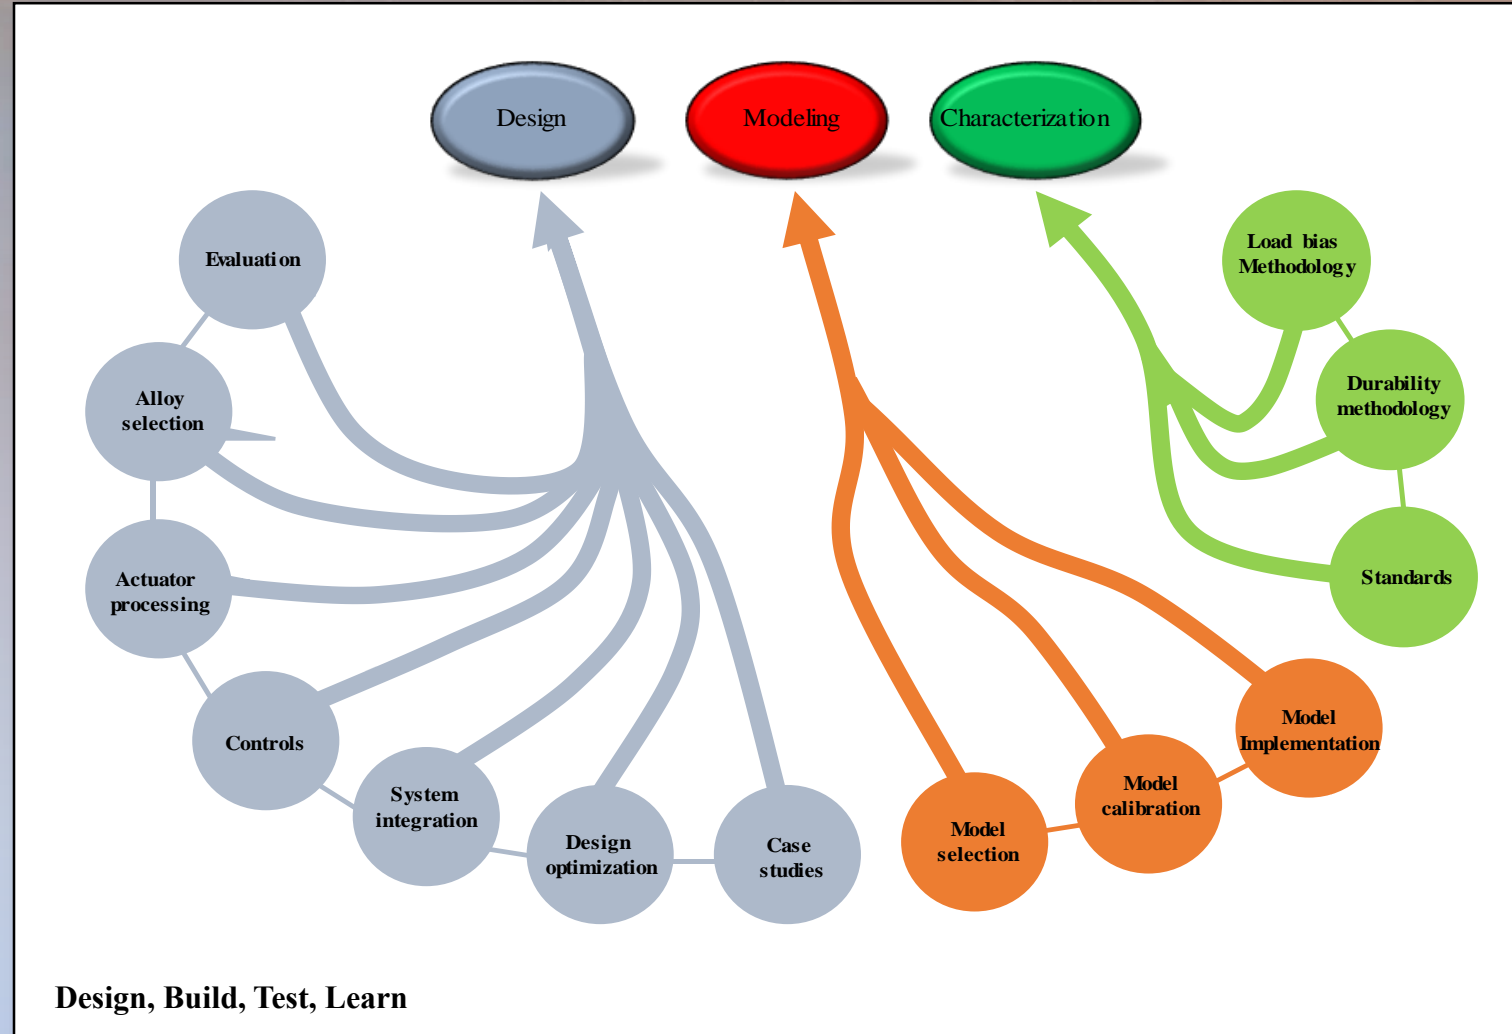 Design
Modeling
Characterization
Evaluation
Alloy
selection
Actuator
processing
Controls
System
integration
Design
optimization
Case
studies
Model
selection
Model
calibration
Model
Implementation
Load bias
Methodology
Durability
methodology
Standards
Design, Build, Test, Learn